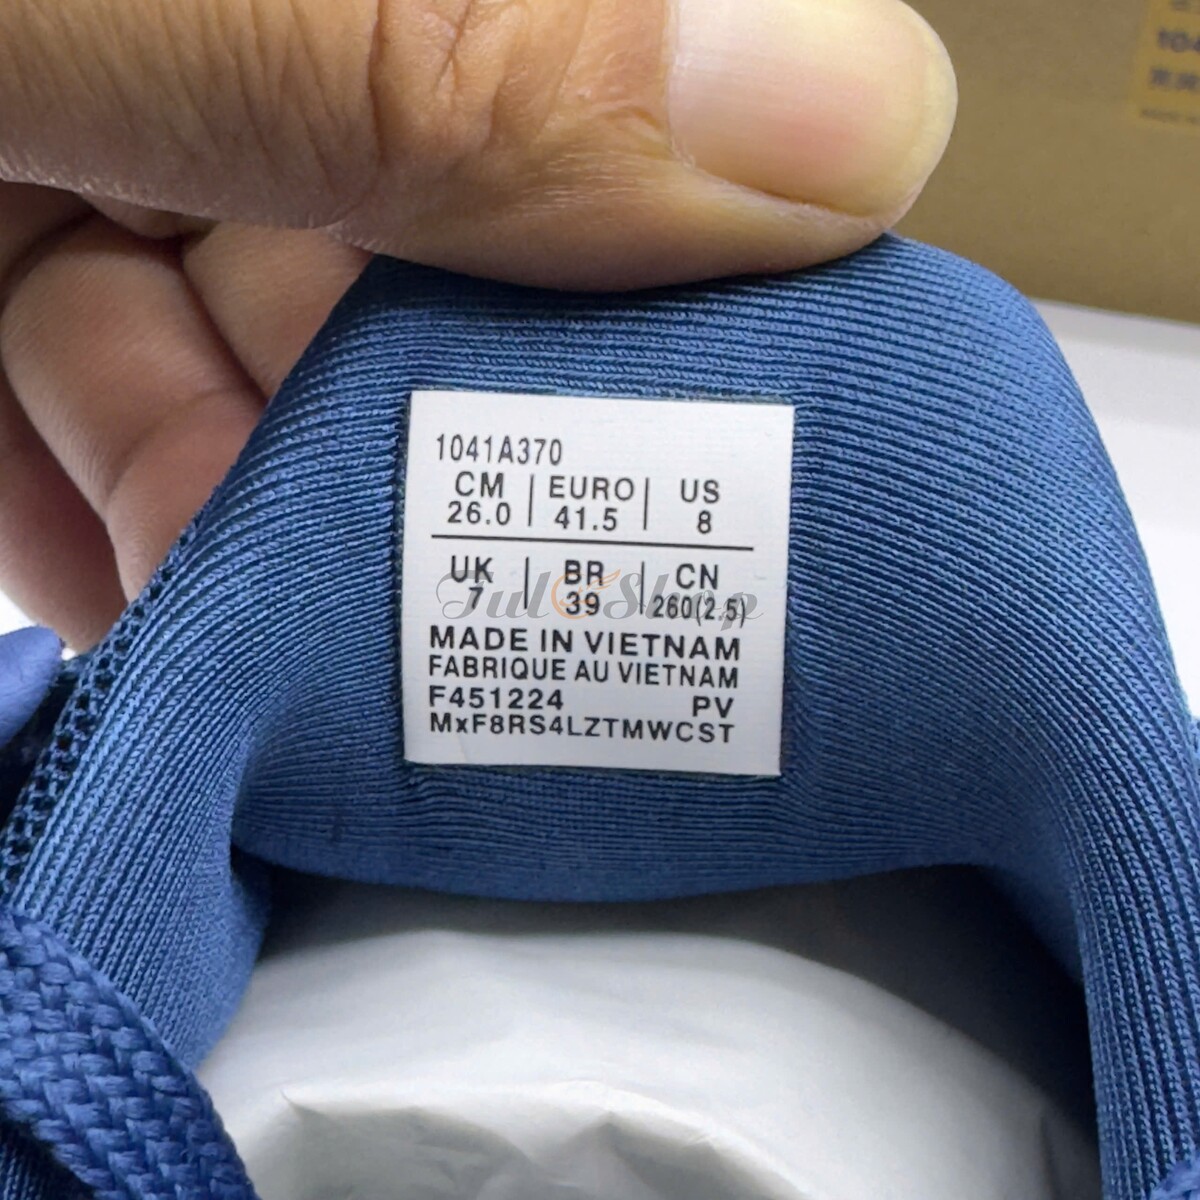 1041A370
CM | EURO | US
26.0 | 41.5 | 8
UK | BR | CN
7 | 39 | 260(2.5)
MADE IN VIETNAM
FABRIQUE AU VIETNAM
F451224 PV
MxF8RS4LZTMWCST
104